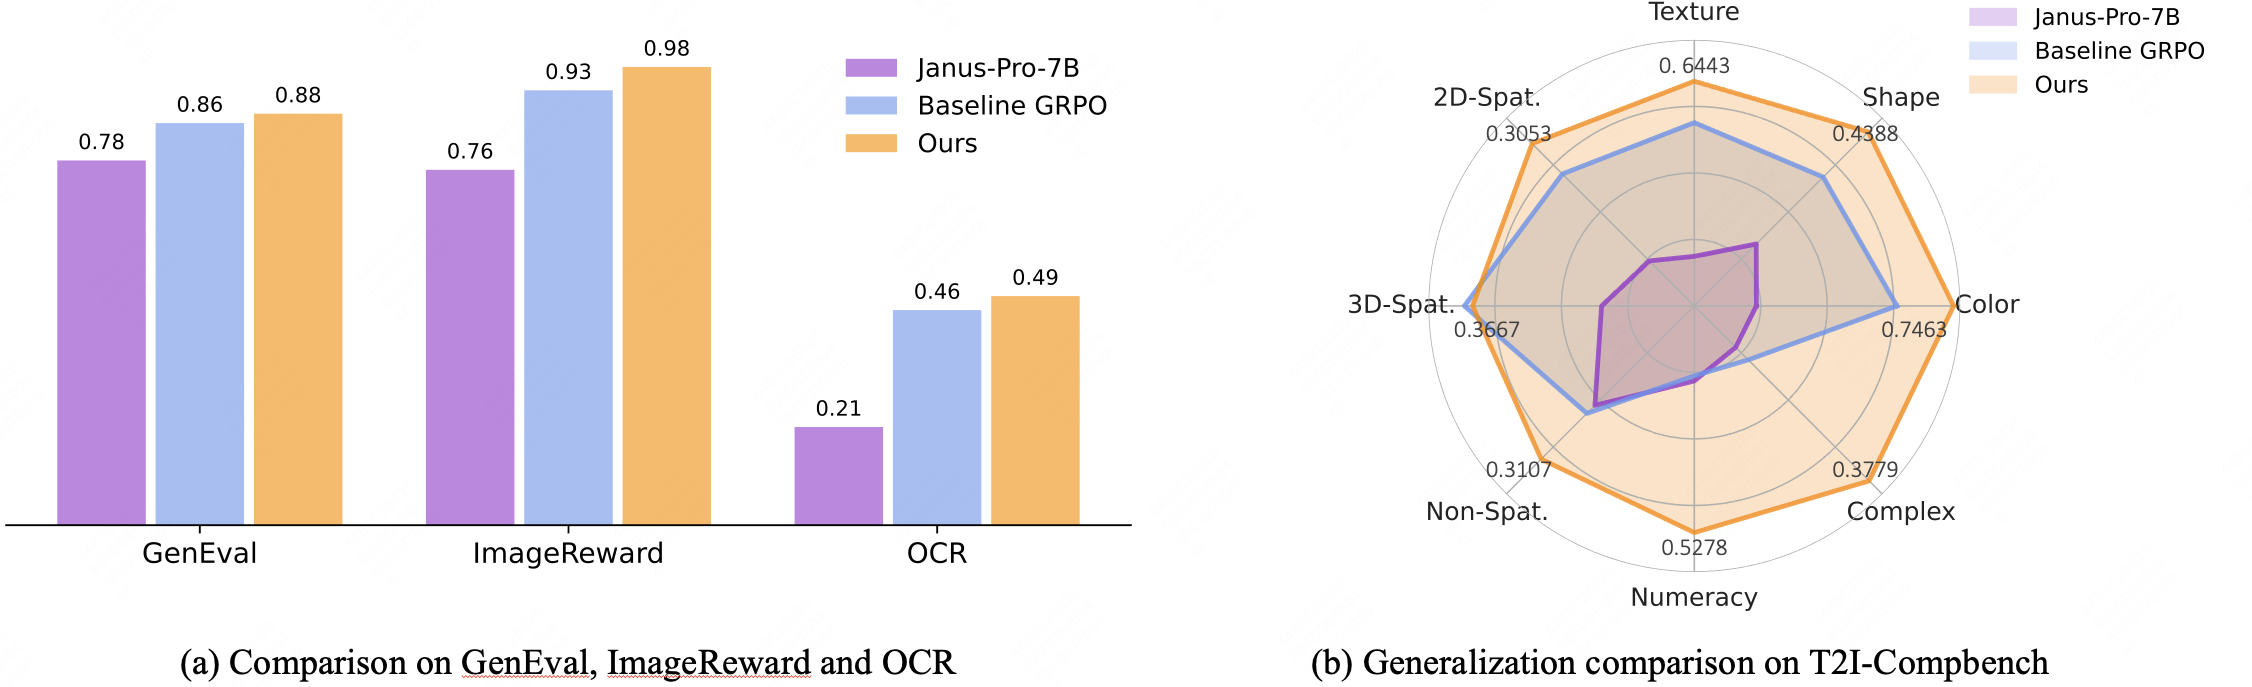 0.78
0.86
0.88
0.76
0.93
0.98
0.21
0.46
0.49
Janus-Pro-7B
Baseline GRPO
Ours
GenEval
ImageReward
OCR
(a) Comparison on GenEval, ImageReward and OCR
Texture
0.6443
2D-Spat.
0.3053
Shape
0.4388
3D-Spat.
0.3667
Color
0.7463
0.3107
Non-Spat.
0.3779
Complex
0.5278
Numeracy
Janus-Pro-7B
Baseline GRPO
Ours
(b) Generalization comparison on T2I-Compbench